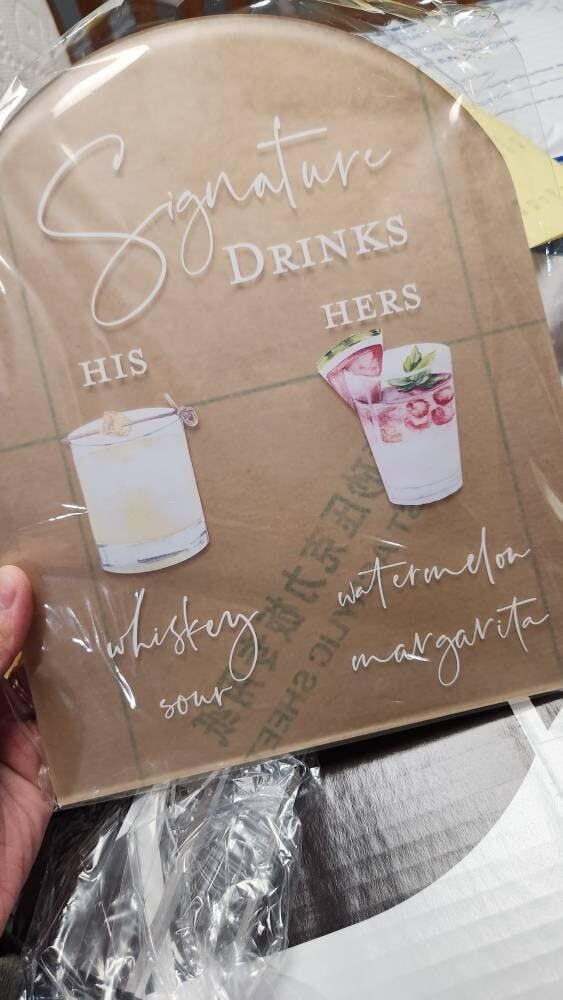 Signature
DRINKS
HERS
HIS
whiskey
sour
watermelon
margarita